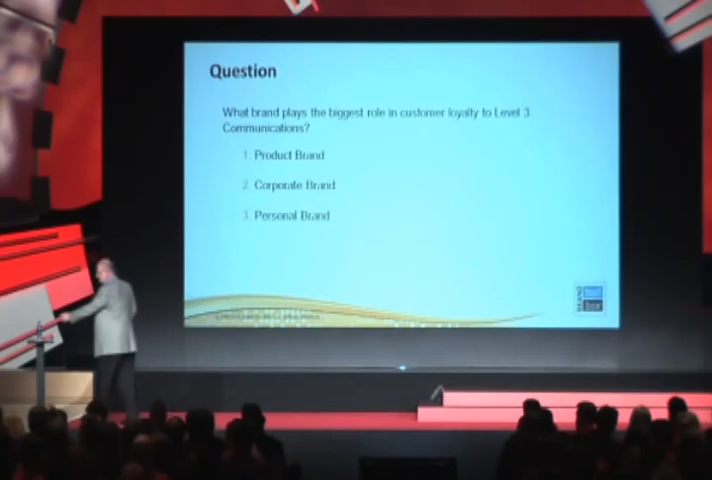 Question
What brand plays the biggest role in customer loyalty to Level 3
Communications?
1. Product Brand
2. Corporate Brand
3. Personal Brand
BRAND